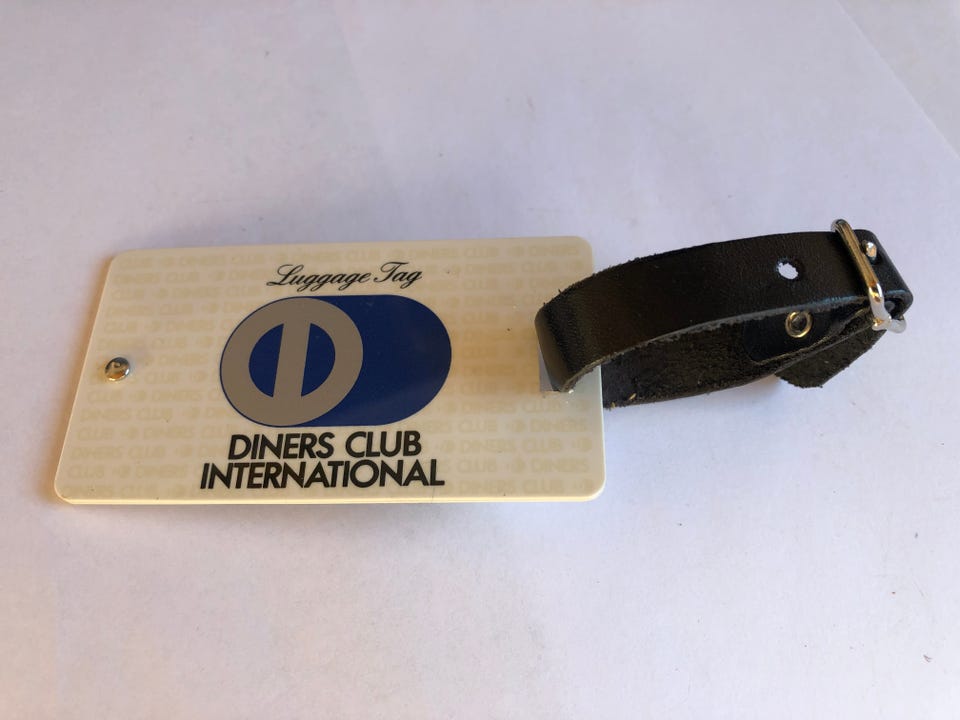 Luggage Tag
DINERS CLUB
INTERNATIONAL